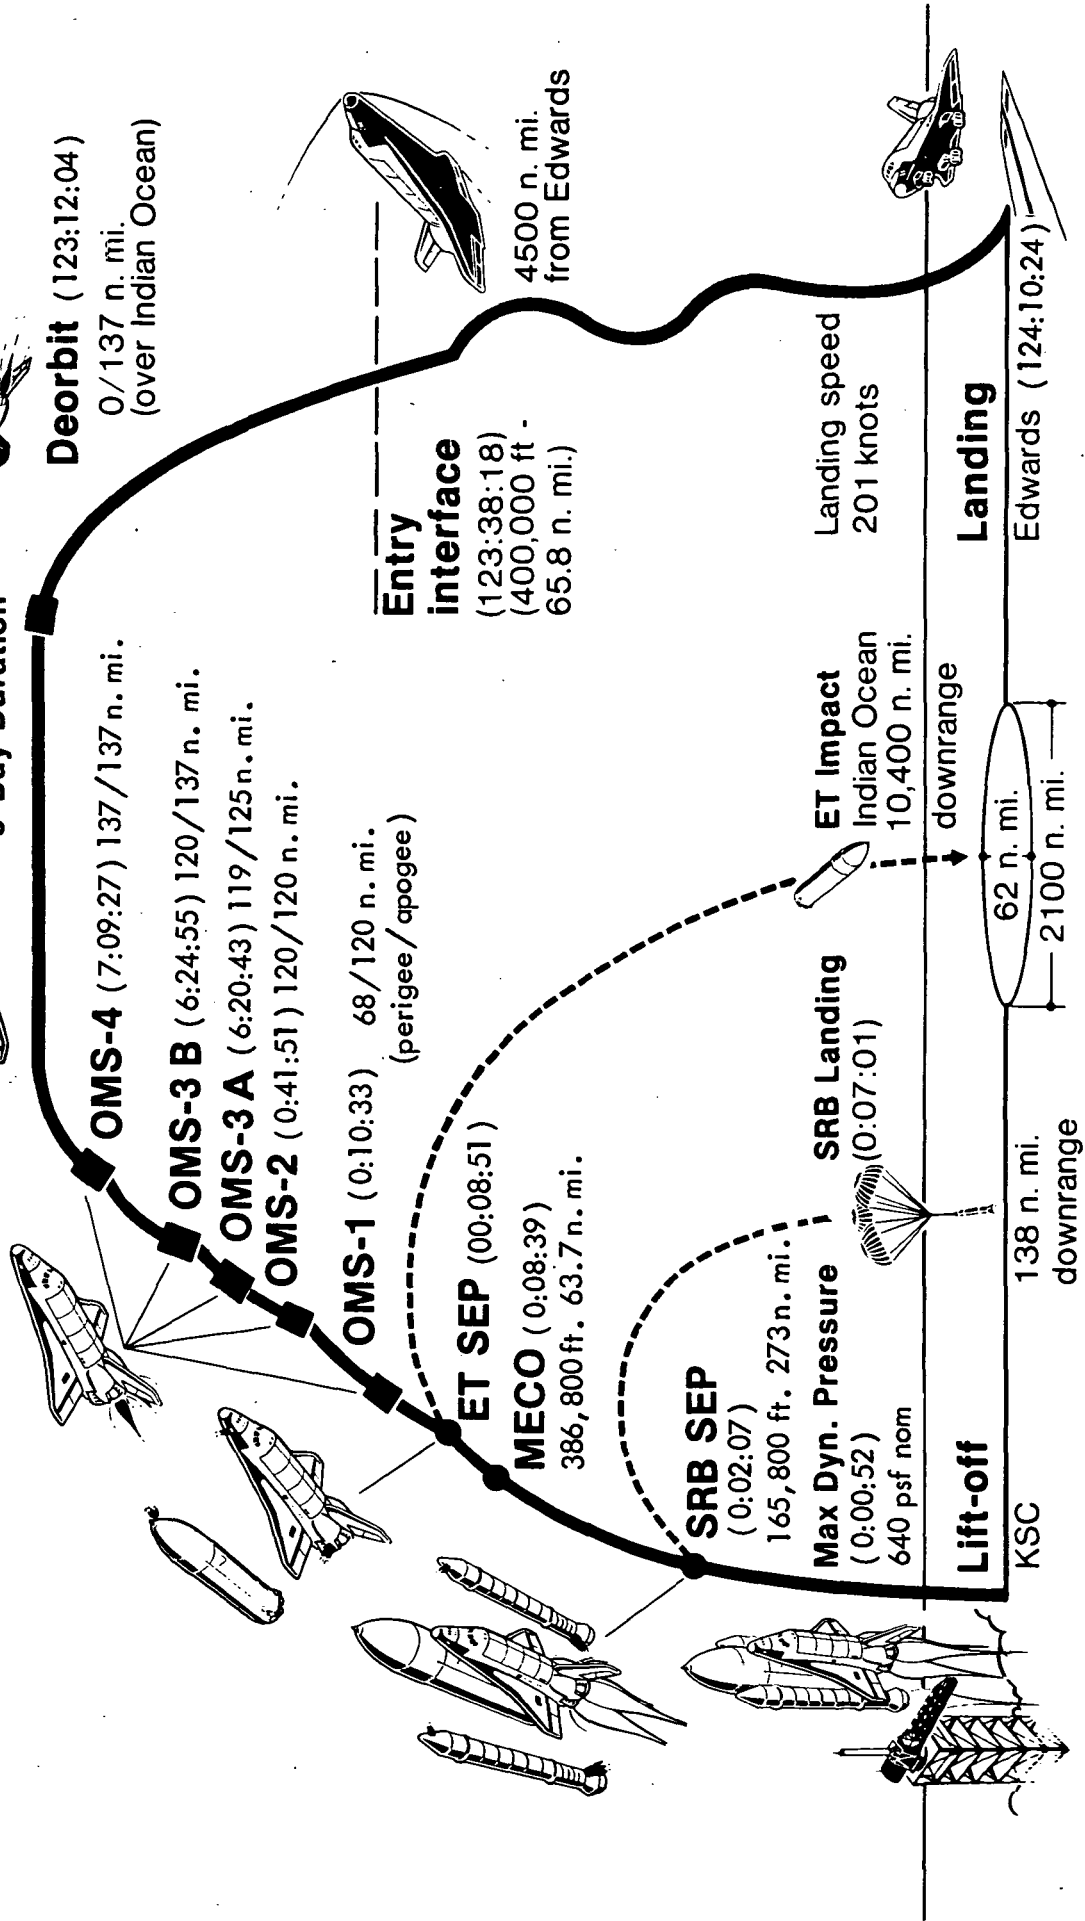 5-Day Duration
Deorbit (123:12:04)
0/137 n. mi.
(over Indian Ocean)
OMS-4 (7:09:27) 137/137 n. mi.
OMS-3 B (6:24:55) 120/137 n. mi.
OMS-3 A (6:20:43) 119/125 n. mi.
OMS-2 (0:41:51) 120/120 n. mi.
OMS-1 (0:10:33) 68/120 n. mi.
(perigee/apogee)
ET SEP (00:08:51)
MECO (0:08:39)
386,800 ft. 63.7 n. mi.
Entry
interface
(123:38:18)
(400,000 ft -
65.8 n. mi.)
4500 n. mi.
from Edwards
SRB SEP
(0:02:07)
165,800 ft. 273 n. mi.
Max Dyn. Pressure
(0:00:52)
640 psf nom
SRB Landing
(0:07:01)
ET Impact
Indian Ocean
10,400 n. mi.
downrange
Landing speed
201 knots
Lift-off
KSC
138 n. mi.
downrange
62 n. mi.
2100 n. mi.
Landing
Edwards (124:10:24)